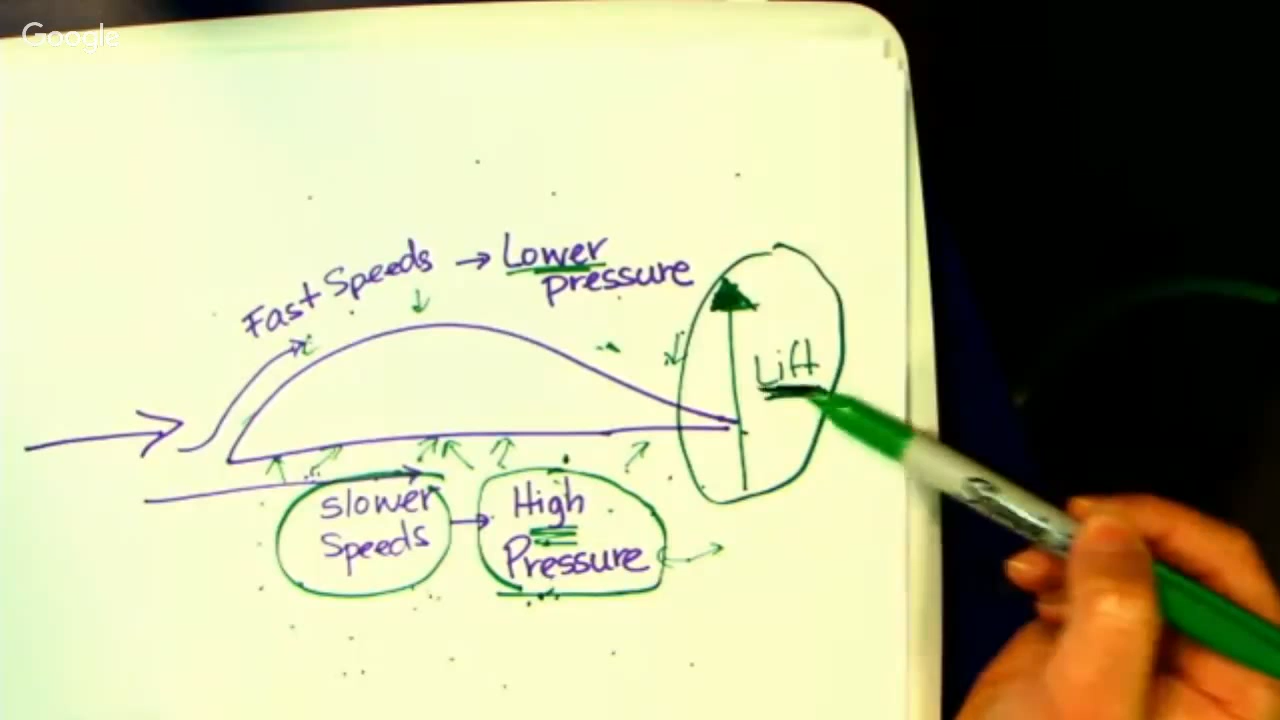 Google
Fast Speeds → Lower
Pressure
Lift
Slower
Speeds
High
Pressure